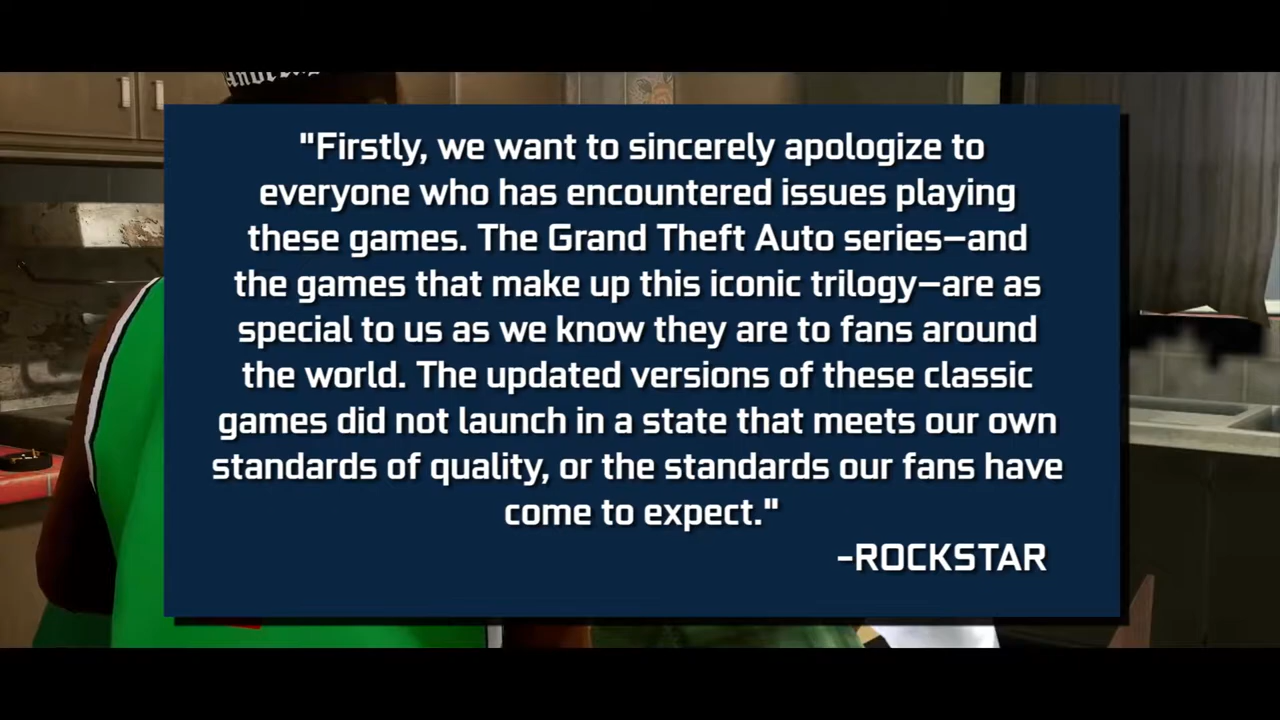 ANDREAS
"Firstly, we want to sincerely apologize to
everyone who has encountered issues playing
these games. The Grand Theft Auto series—and
the games that make up this iconic trilogy—are as
special to us as we know they are to fans around
the world. The updated versions of these classic
games did not launch in a state that meets our own
standards of quality, or the standards our fans have
come to expect."
-ROCKSTAR